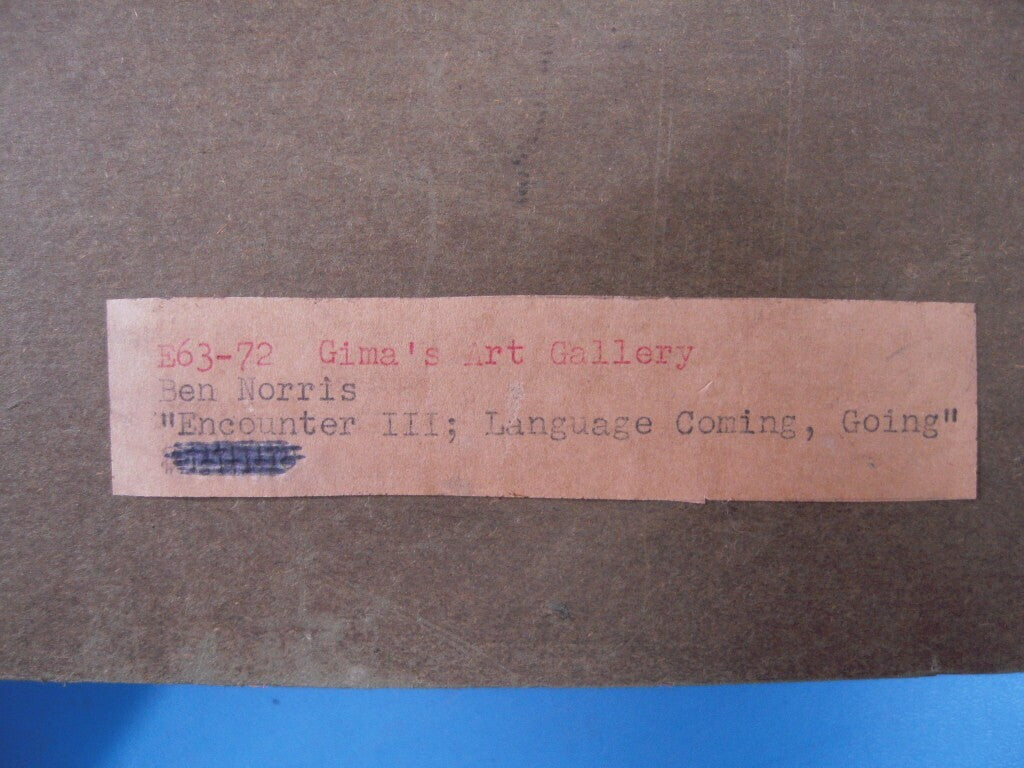 E63-72 Gima's Art Gallery
Ben Norris
"Encounter III; Language Coming, Going"